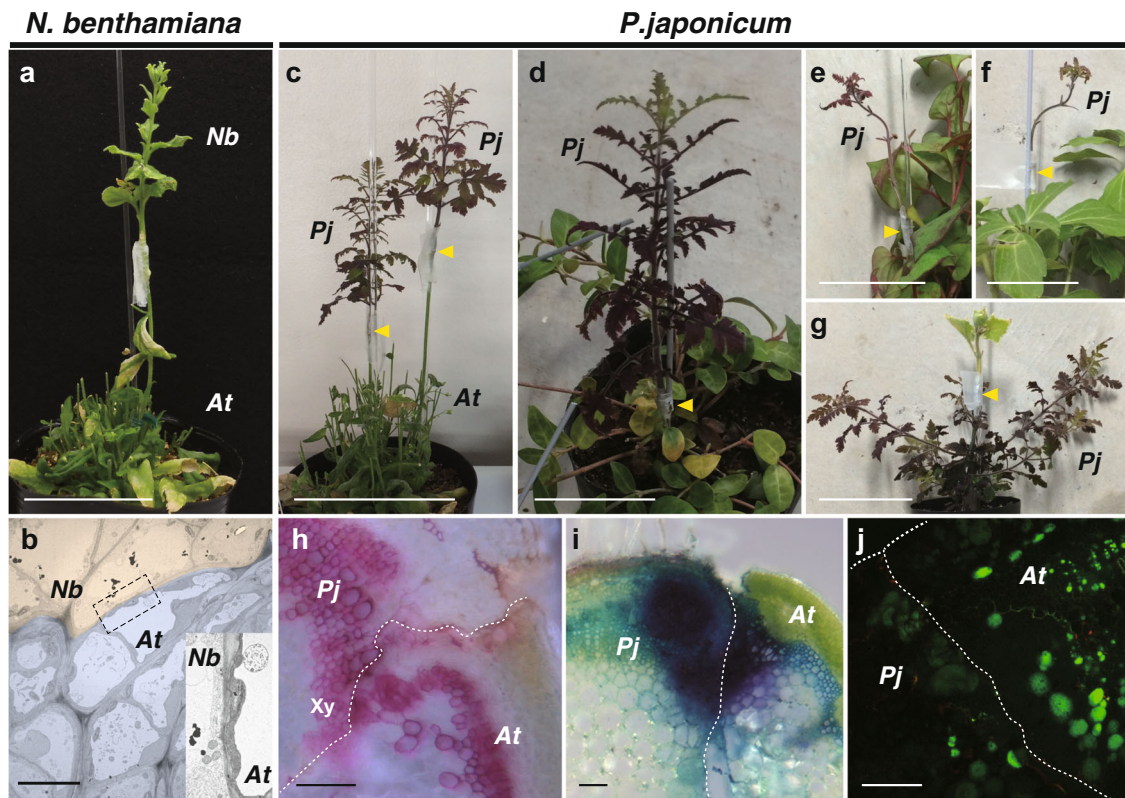 N. benthamiana
P.japonicum
a
Nb
At
c
Pj
Pj
At
d
Pj
e
Pj
f
Pj
g
Pj
b
Nb
At
Nb
At
h
Pj
Xy
At
i
Pj
At
j
At
Pj